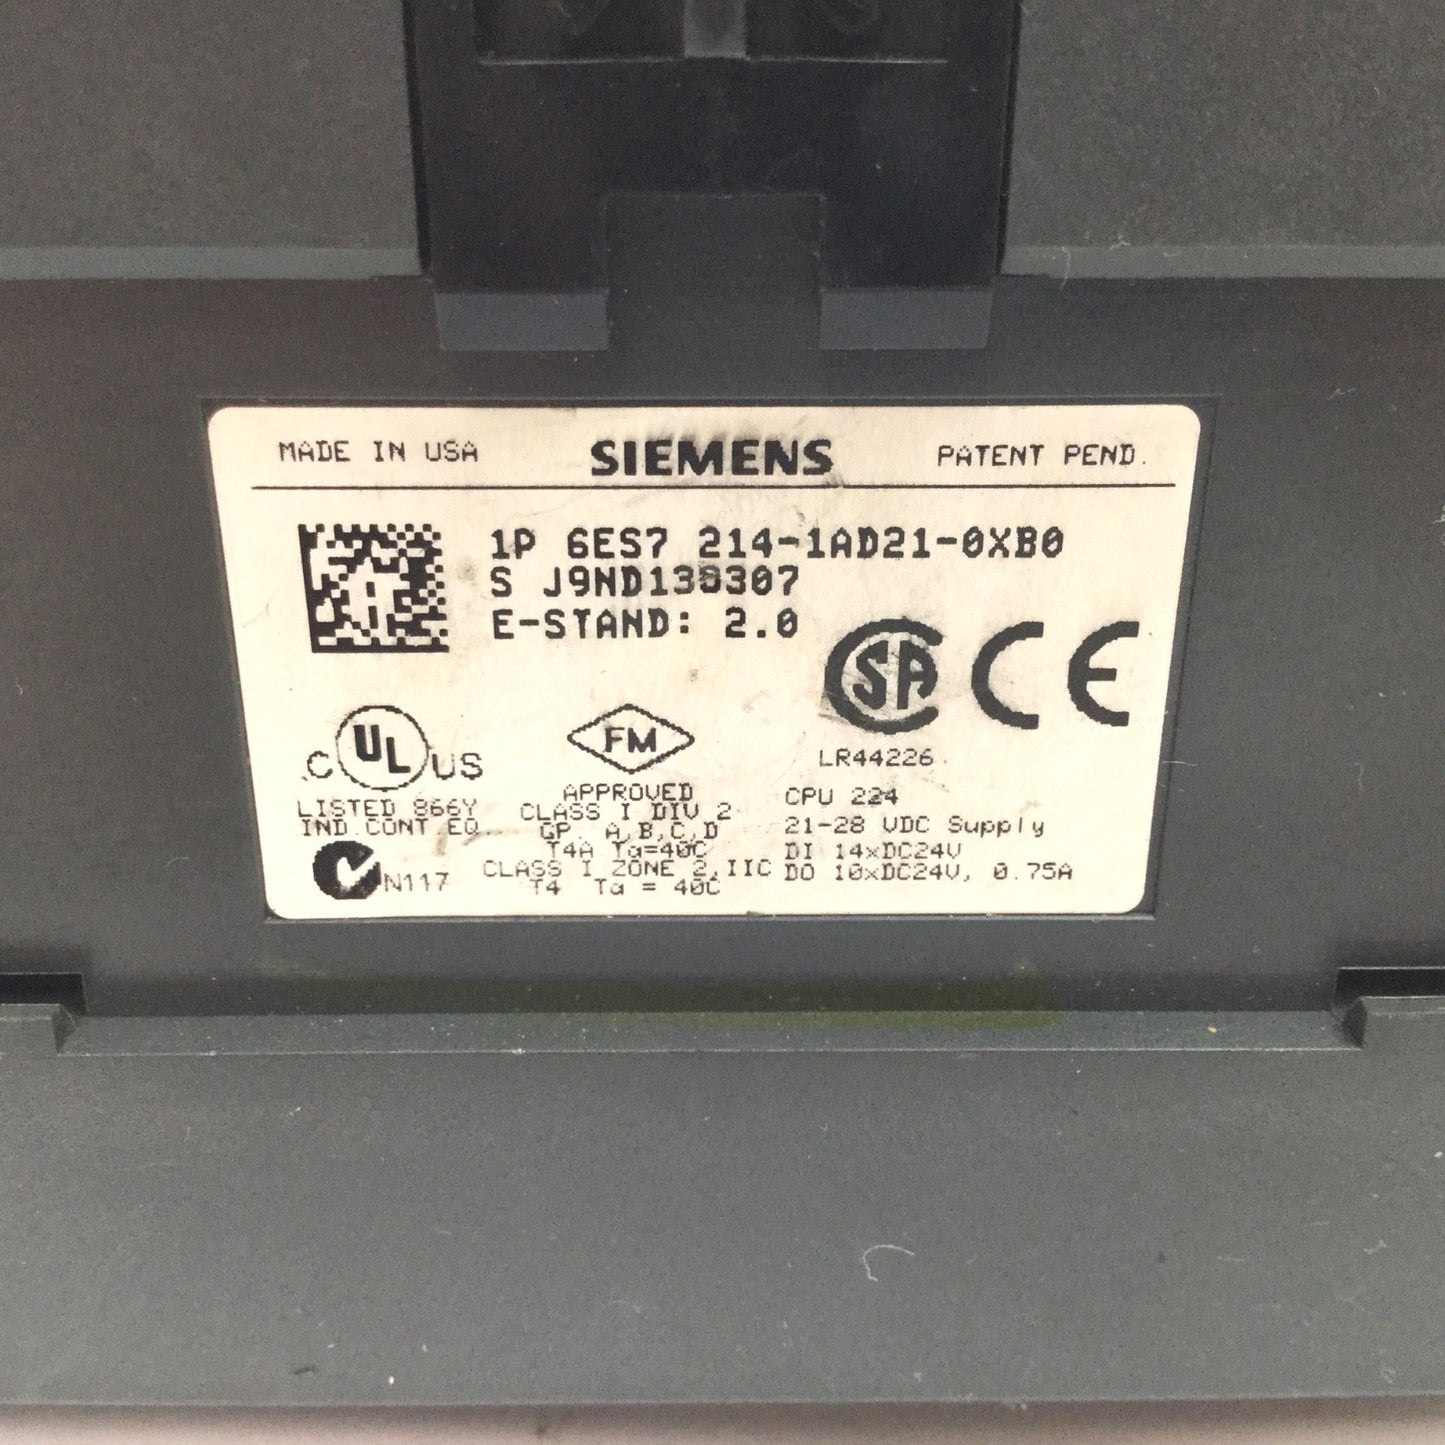 MADE IN USA SIEMENS PATENT PEND.
1P 6ES7 214-1AD21-0XB0
S J9ND138307
E-STAND: 2.0
SA CE
LR44226
C UL US
LISTED 866Y
IND.CONT.EQ.
N117
FM
APPROVED
CLASS I DIV 2
GP. A,B,C,D
T4A Ta=40C
CLASS I ZONE 2,IIC
T4 Ta = 40C
CPU 224
21-28 VDC Supply
DI 14xDC24V
DO 10xDC24V, 0.75A